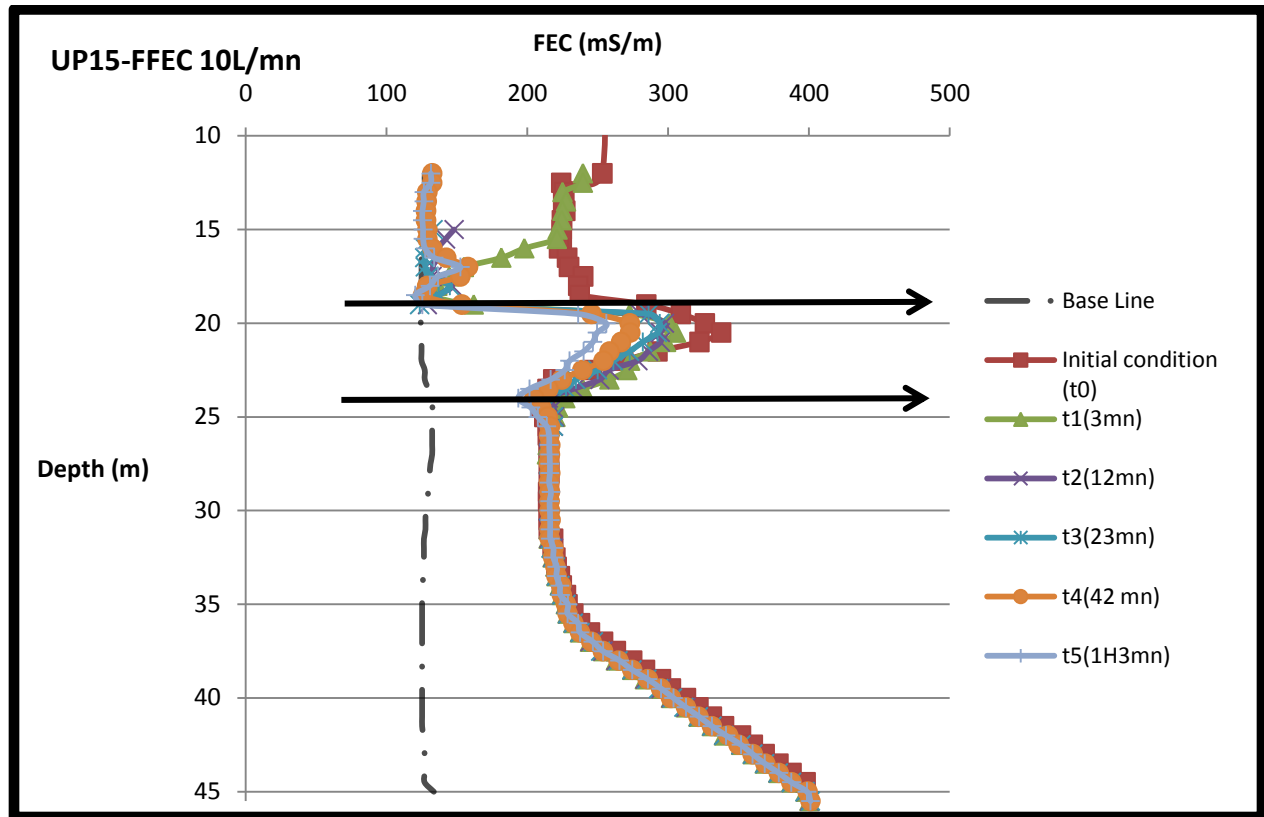 FEC (mS/m)
UP15-FFEC 10L/mn
0 100 200 300 400 500
10
15
20
25
30
35
40
45
Depth (m)
Base Line
Initial condition
(t0)
t1(3mn)
t2(12mn)
t3(23mn)
t4(42 mn)
t5(1H3mn)